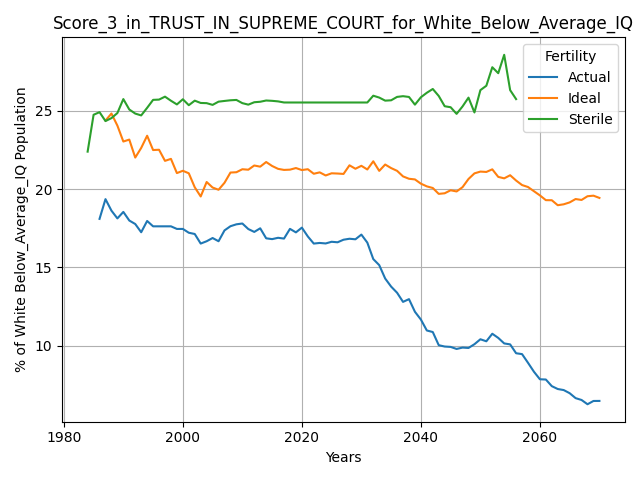 Score_3_in_TRUST_IN_SUPREME_COURT_for_White_Below_Average_IQ
Fertility
Actual
Ideal
Sterile
% of White Below_Average_IQ Population
25
20
15
10
1980
2000
2020
2040
2060
Years